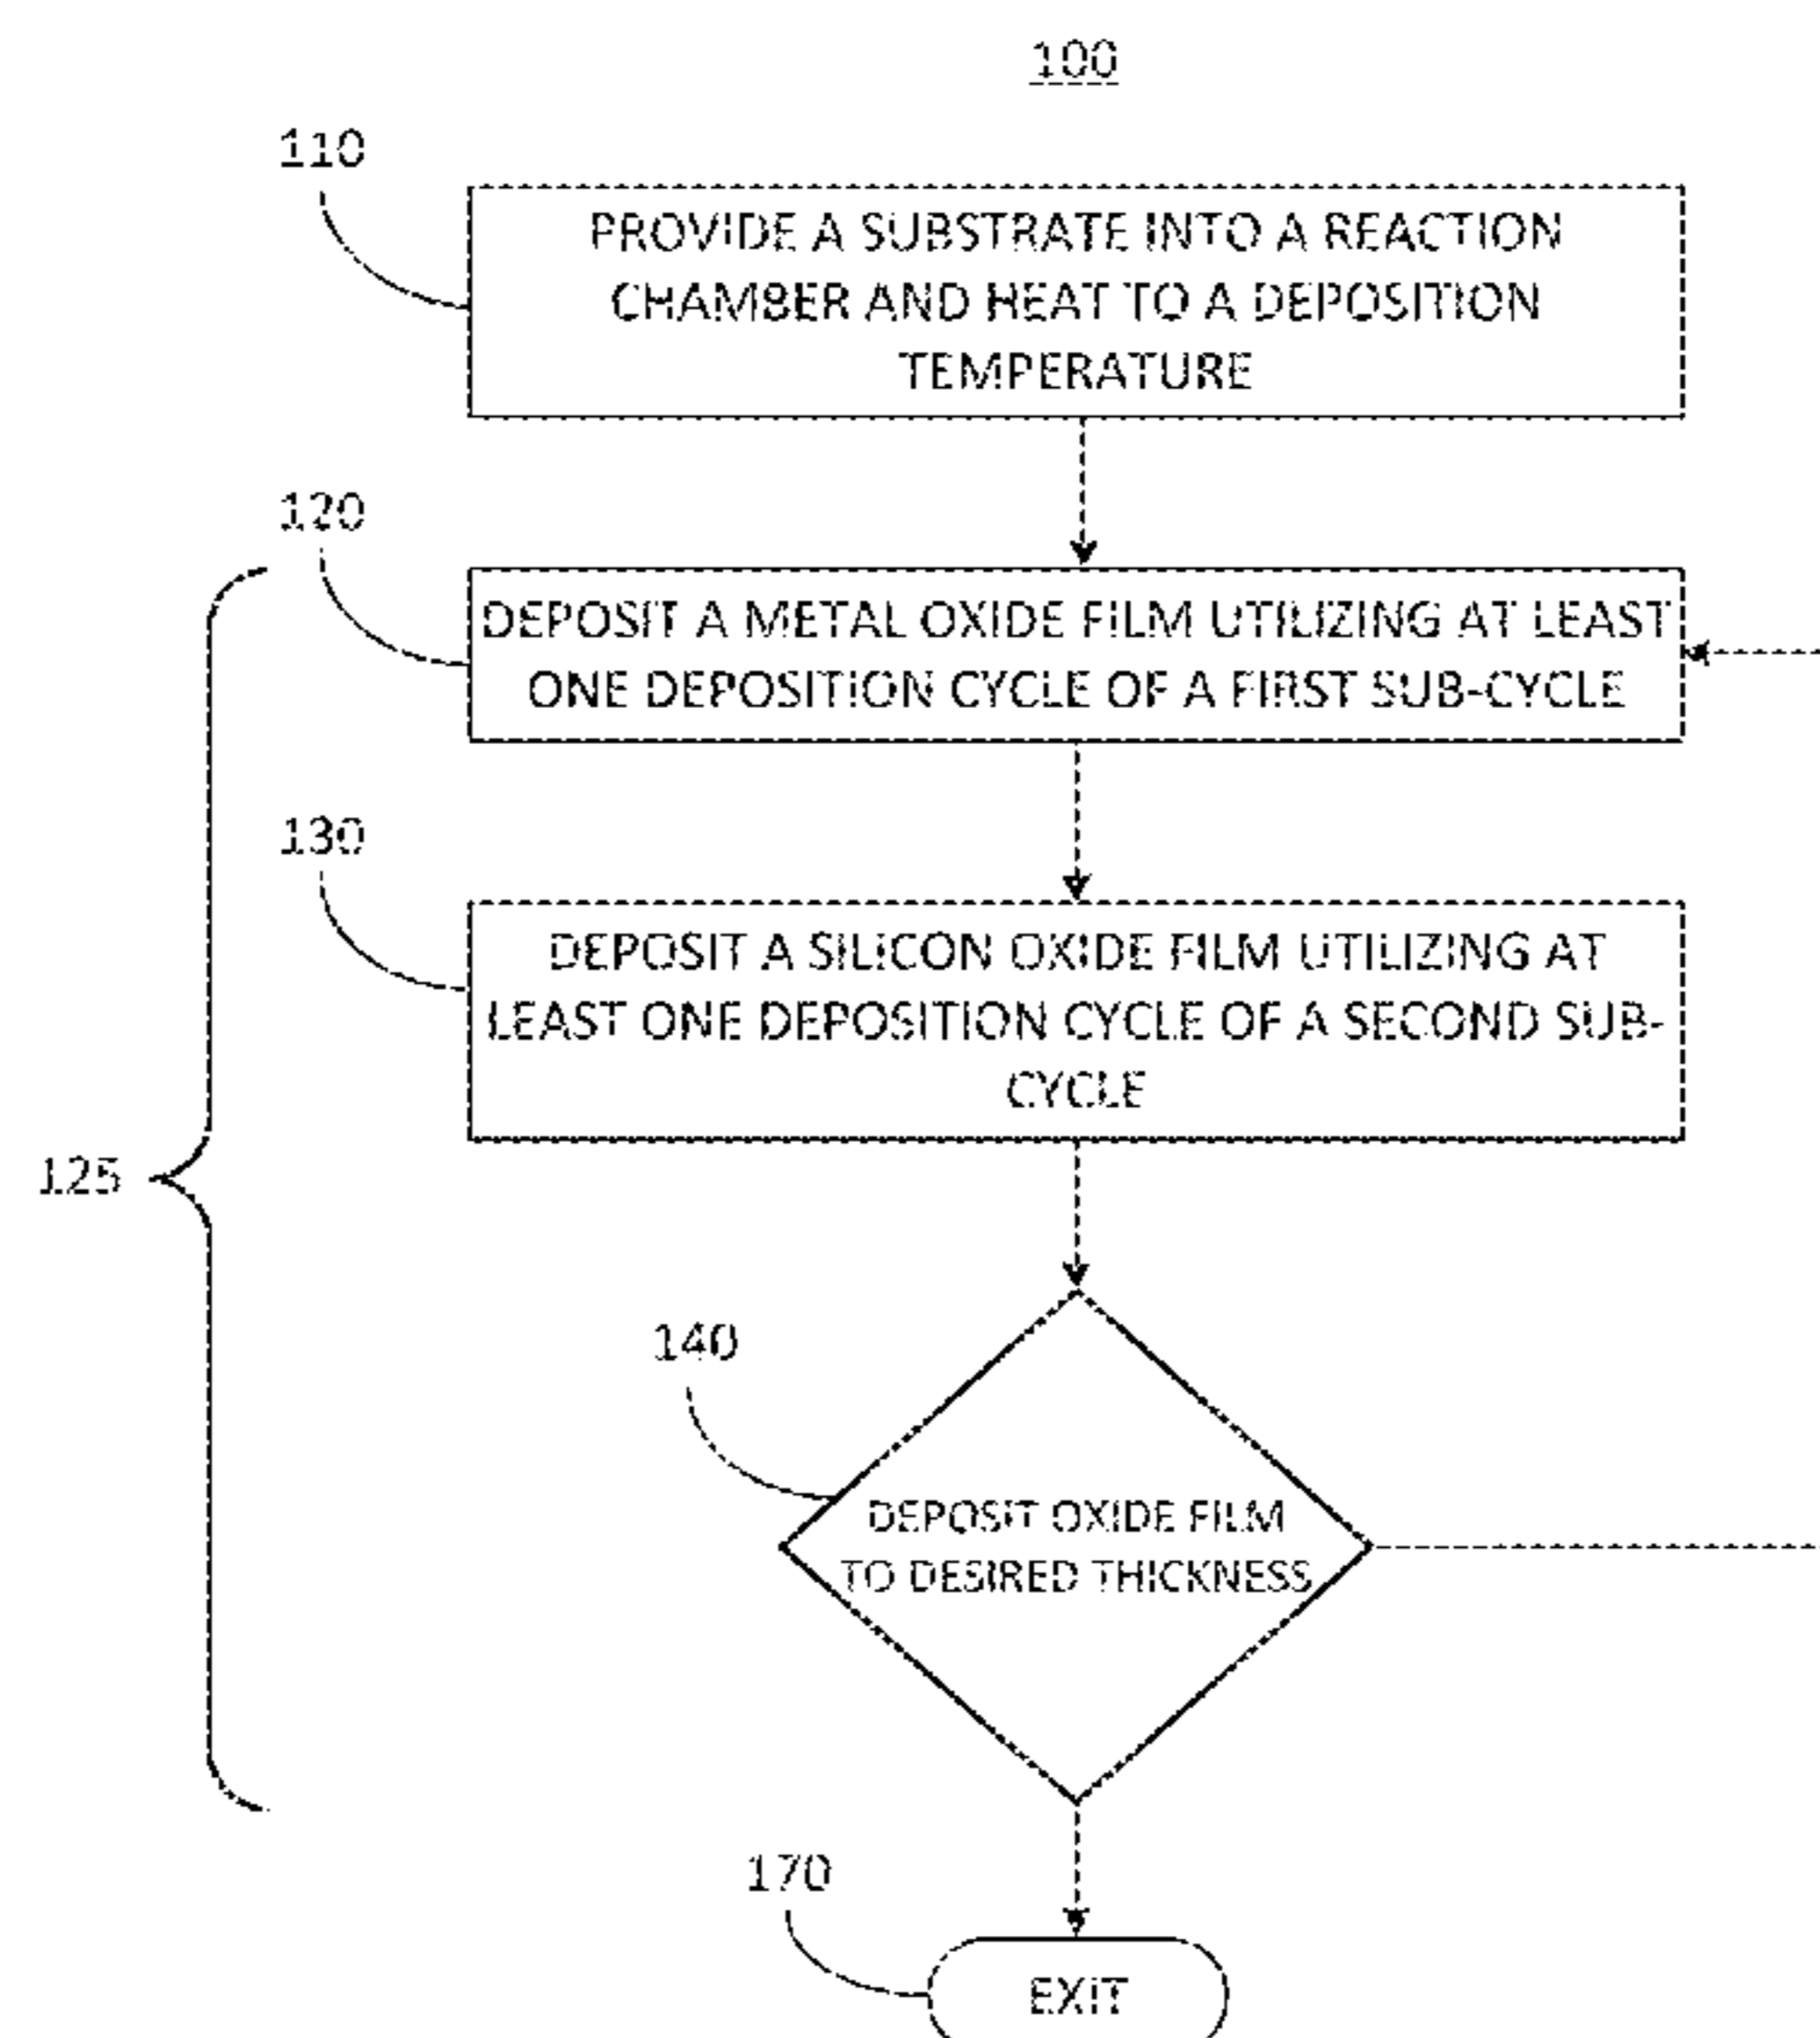 100
110
PROVIDE A SUBSTRATE INTO A REACTION
CHAMBER AND HEAT TO A DEPOSITION
TEMPERATURE
120
DEPOSIT A METAL OXIDE FILM UTILIZING AT LEAST
ONE DEPOSITION CYCLE OF A FIRST SUB-CYCLE
130
DEPOSIT A SILICON OXIDE FILM UTILIZING AT
LEAST ONE DEPOSITION CYCLE OF A SECOND SUB-
CYCLE
125
140
DEPOSIT OXIDE FILM
TO DESIRED THICKNESS
170
EXIT